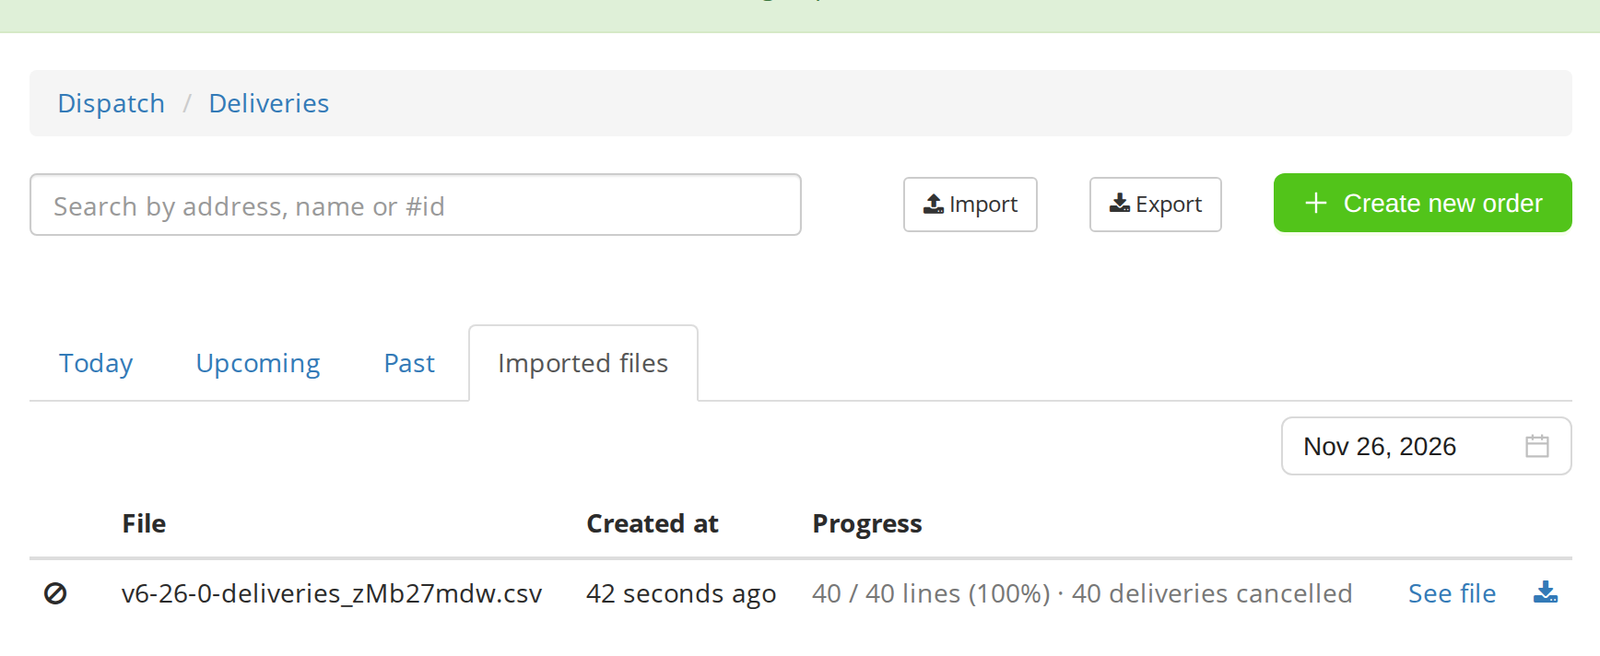 Dispatch / Deliveries
Search by address, name or #id
Import
Export
+ Create new order
Today
Upcoming
Past
Imported files
Nov 26, 2026
File Created at Progress
v6-26-0-deliveries_zMb27mdw.csv 42 seconds ago 40 / 40 lines (100%) · 40 deliveries cancelled See file